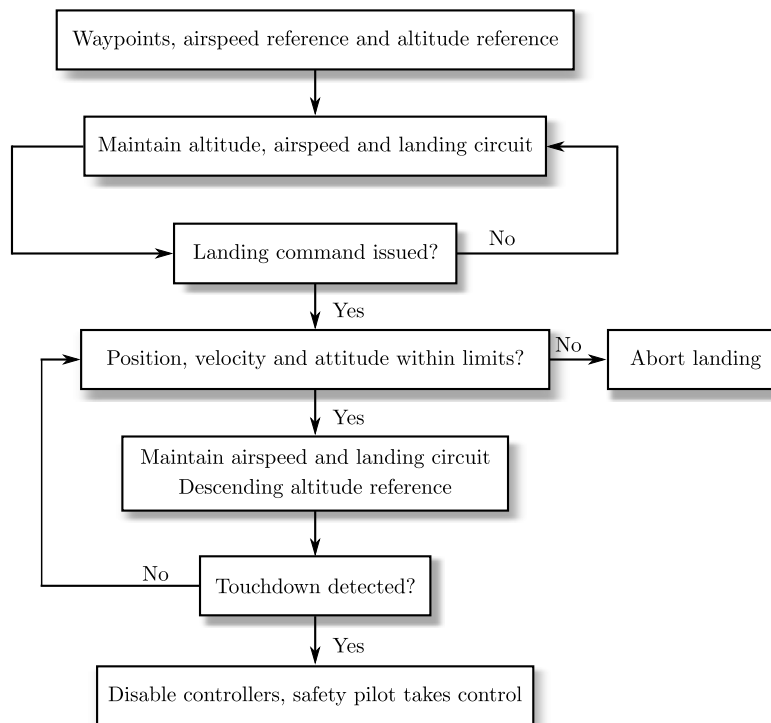 Waypoints, airspeed reference and altitude reference
Maintain altitude, airspeed and landing circuit
Landing command issued?
No
Yes
Position, velocity and attitude within limits?
No
Abort landing
Yes
Maintain airspeed and landing circuit
Descending altitude reference
No
Touchdown detected?
Yes
Disable controllers, safety pilot takes control